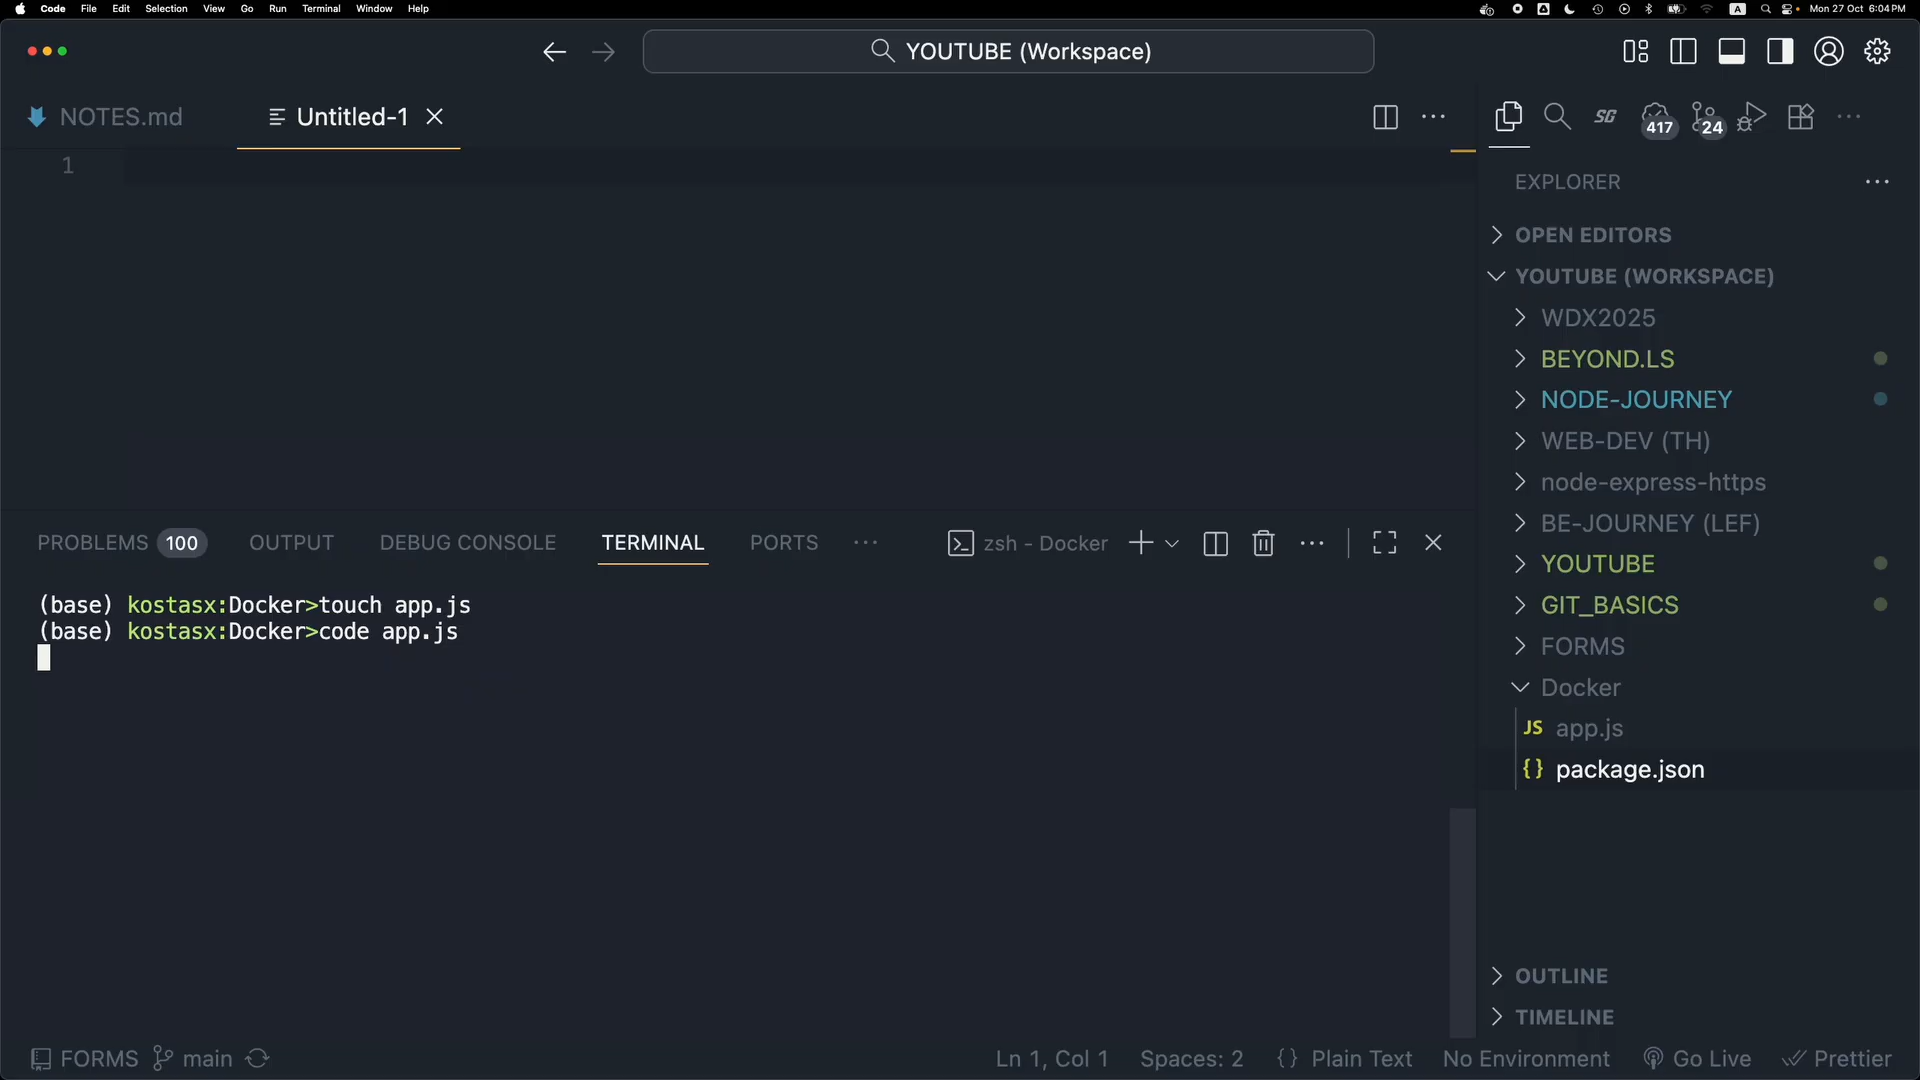 Code File Edit Selection View Go Run Terminal Window Help
A Mon 27 Oct 6:04 PM
YOUTUBE (Workspace)
NOTES.md
Untitled-1
417
24
1
EXPLORER
OPEN EDITORS
YOUTUBE (WORKSPACE)
WDX2025
BEYOND.LS
NODE-JOURNEY
WEB-DEV (TH)
node-express-https
BE-JOURNEY (LEF)
YOUTUBE
GIT_BASICS
FORMS
Docker
JS app.js
{} package.json
OUTLINE
TIMELINE
PROBLEMS 100 OUTPUT DEBUG CONSOLE TERMINAL PORTS
zsh - Docker
(base) kostasx:Docker>touch app.js
(base) kostasx:Docker>code app.js
FORMS main
Ln 1, Col 1 Spaces: 2 {} Plain Text No Environment Go Live Prettier